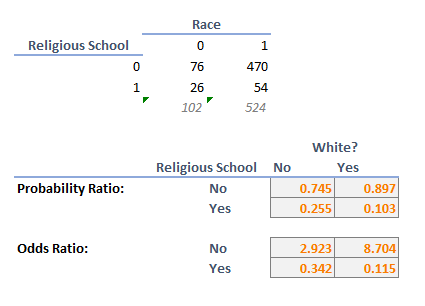 Race
Religious School 0 1
0 76 470
1 26 54
102 524
White?
Religious School No Yes
Probability Ratio: No 0.745 0.897
Yes 0.255 0.103
Odds Ratio: No 2.923 8.704
Yes 0.342 0.115